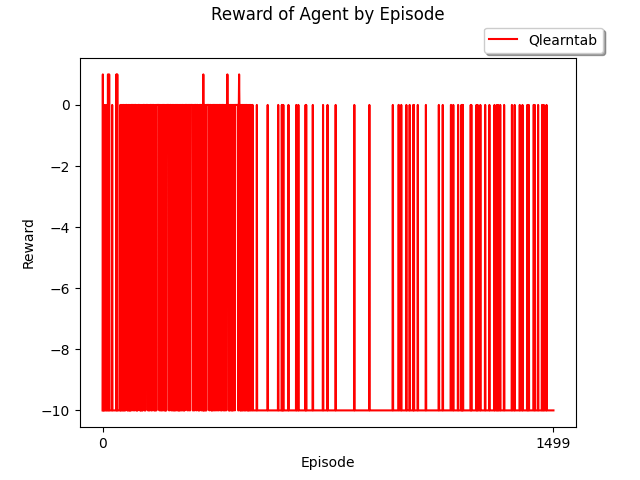 Reward of Agent by Episode
Qlearntab
0
−2
−4
−6
−8
−10
Reward
0
1499
Episode